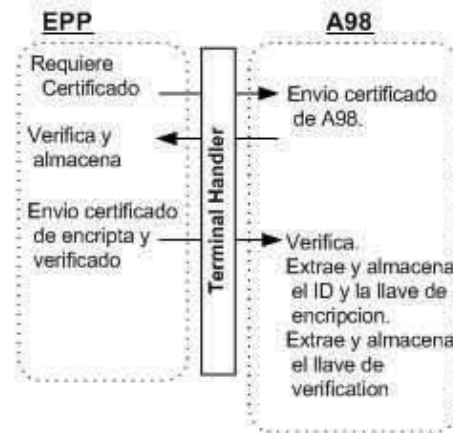 EPP
A98
Requiere
Certificado
Envio certificado
de A98.
Verifica y
almacena
Envio certificado
de encripta y
verificado
Terminal Handler
Verifica.
Extrae y almacena
el ID y la llave de
encripcion.
Extrae y almacena
el llave de
verification